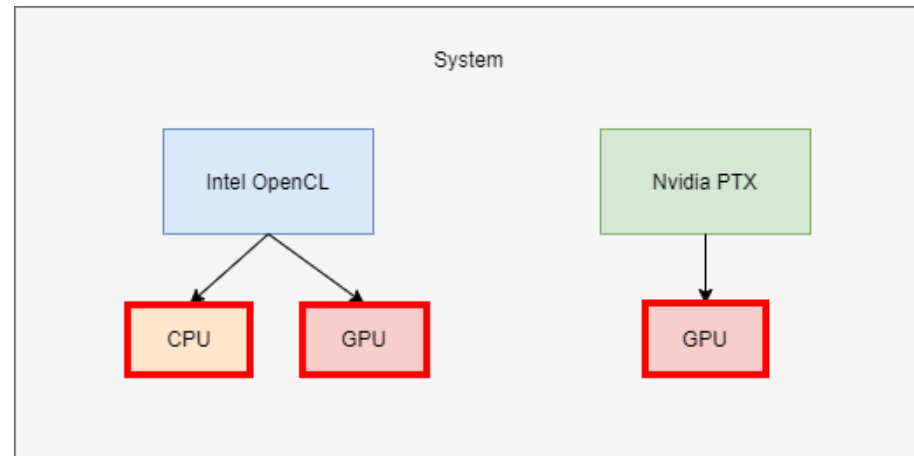 System
Intel OpenCL
Nvidia PTX
CPU
GPU
GPU